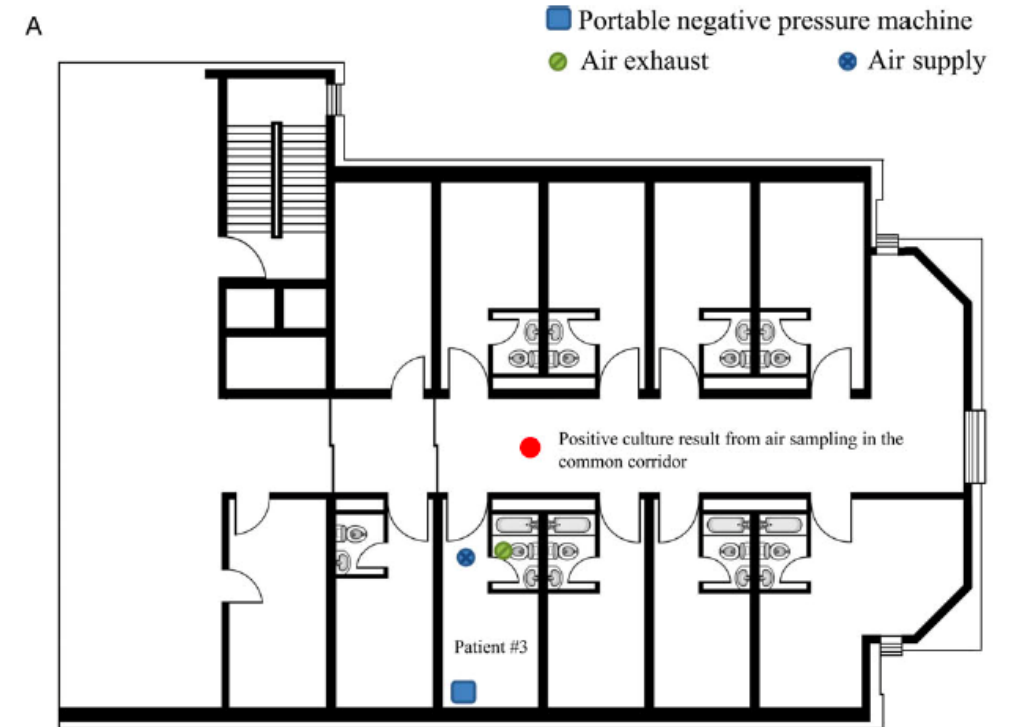 A
Portable negative pressure machine
Air exhaust
Air supply
Positive culture result from air sampling in the
common corridor
Patient #3